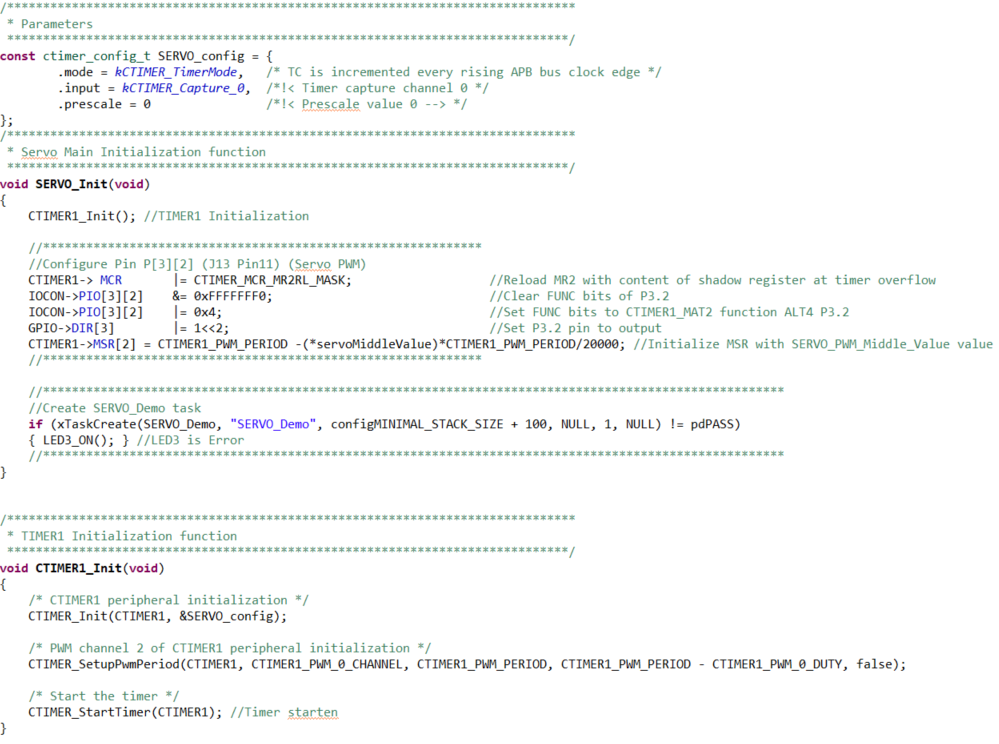 /*******************************************************************************
 * Parameters
 ******************************************************************************/
const ctimer_config_t SERVO_config = {
        .mode = kCTIMER_TimerMode,   /* TC is incremented every rising APB bus clock edge */
        .input = kCTIMER_Capture_0,  /*!< Timer capture channel 0 */
        .prescale = 0                /*!< Prescale value 0 --> */
};
/*******************************************************************************
 * Servo Main Initialization function
 ******************************************************************************/
void SERVO_Init(void)
{
    CTIMER1_Init(); //TIMER1 Initialization
    //*************************************************************
    //Configure Pin P[3][2] (J13 Pin11) (Servo PWM)
    CTIMER1-> MCR       |= CTIMER_MCR_MR2RL_MASK;                   //Reload MR2 with content of shadow register at timer overflow
    IOCON->PIO[3][2]    &= 0xFFFFFFF0;                              //Clear FUNC bits of P3.2
    IOCON->PIO[3][2]    |= 0x4;                                     //Set FUNC bits to CTIMER1_MAT2 function ALT4 P3.2
    GPIO->DIR[3]        |= 1<<2;                                    //Set P3.2 pin to output
    CTIMER1->MSR[2] = CTIMER1_PWM_PERIOD -(*servoMiddleValue)*CTIMER1_PWM_PERIOD/20000; //Initialize MSR with SERVO_PWM_Middle_Value value
    //*************************************************************
    //*******************************************************************************************************
    //Create SERVO_Demo task
    if (xTaskCreate(SERVO_Demo, "SERVO_Demo", configMINIMAL_STACK_SIZE + 100, NULL, 1, NULL) != pdPASS)
    { LED3_ON(); } //LED3 is Error
    //*******************************************************************************************************
}
/*******************************************************************************
 * TIMER1 Initialization function
 ******************************************************************************/
void CTIMER1_Init(void)
{
    /* CTIMER1 peripheral initialization */
    CTIMER_Init(CTIMER1, &SERVO_config);
    /* PWM channel 2 of CTIMER1 peripheral initialization */
    CTIMER_SetupPwmPeriod(CTIMER1, CTIMER1_PWM_0_CHANNEL, CTIMER1_PWM_PERIOD, CTIMER1_PWM_PERIOD - CTIMER1_PWM_0_DUTY, false);
    /* Start the timer */
    CTIMER_StartTimer(CTIMER1); //Timer starten
}